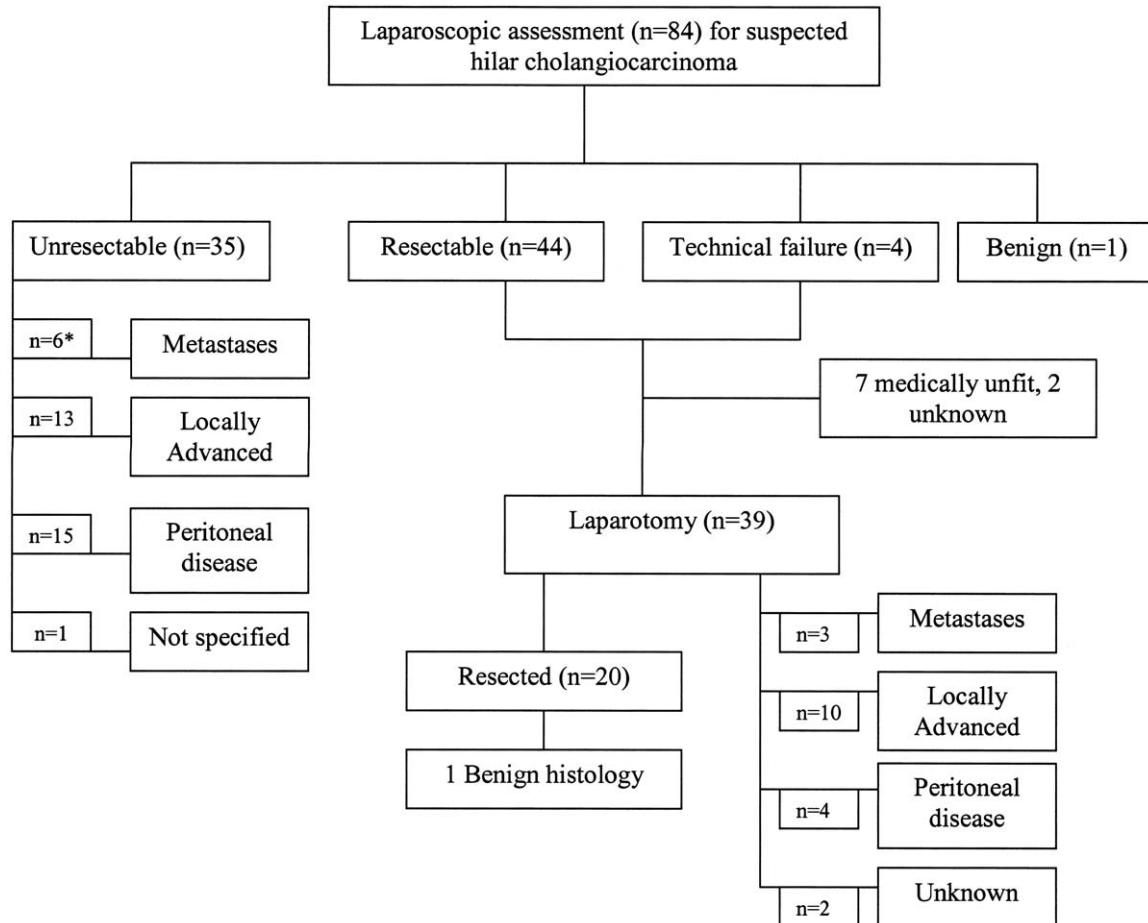 Laparoscopic assessment (n=84) for suspected
hilar cholangiocarcinoma
Unresectable (n=35)
Resectable (n=44)
Technical failure (n=4)
Benign (n=1)
n=6*
Metastases
n=13
Locally
Advanced
n=15
Peritoneal
disease
n=1
Not specified
7 medically unfit, 2
unknown
Laparotomy (n=39)
Resected (n=20)
1 Benign histology
n=3
Metastases
n=10
Locally
Advanced
n=4
Peritoneal
disease
n=2
Unknown